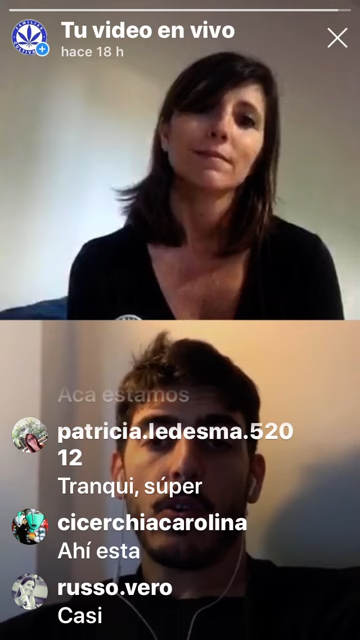 Tu video en vivo
hace 18 h
Aca estamos
patricia.ledesma.520
12
Tranqui, súper
cicerchiacarolina
Ahí esta
russo.vero
Casi